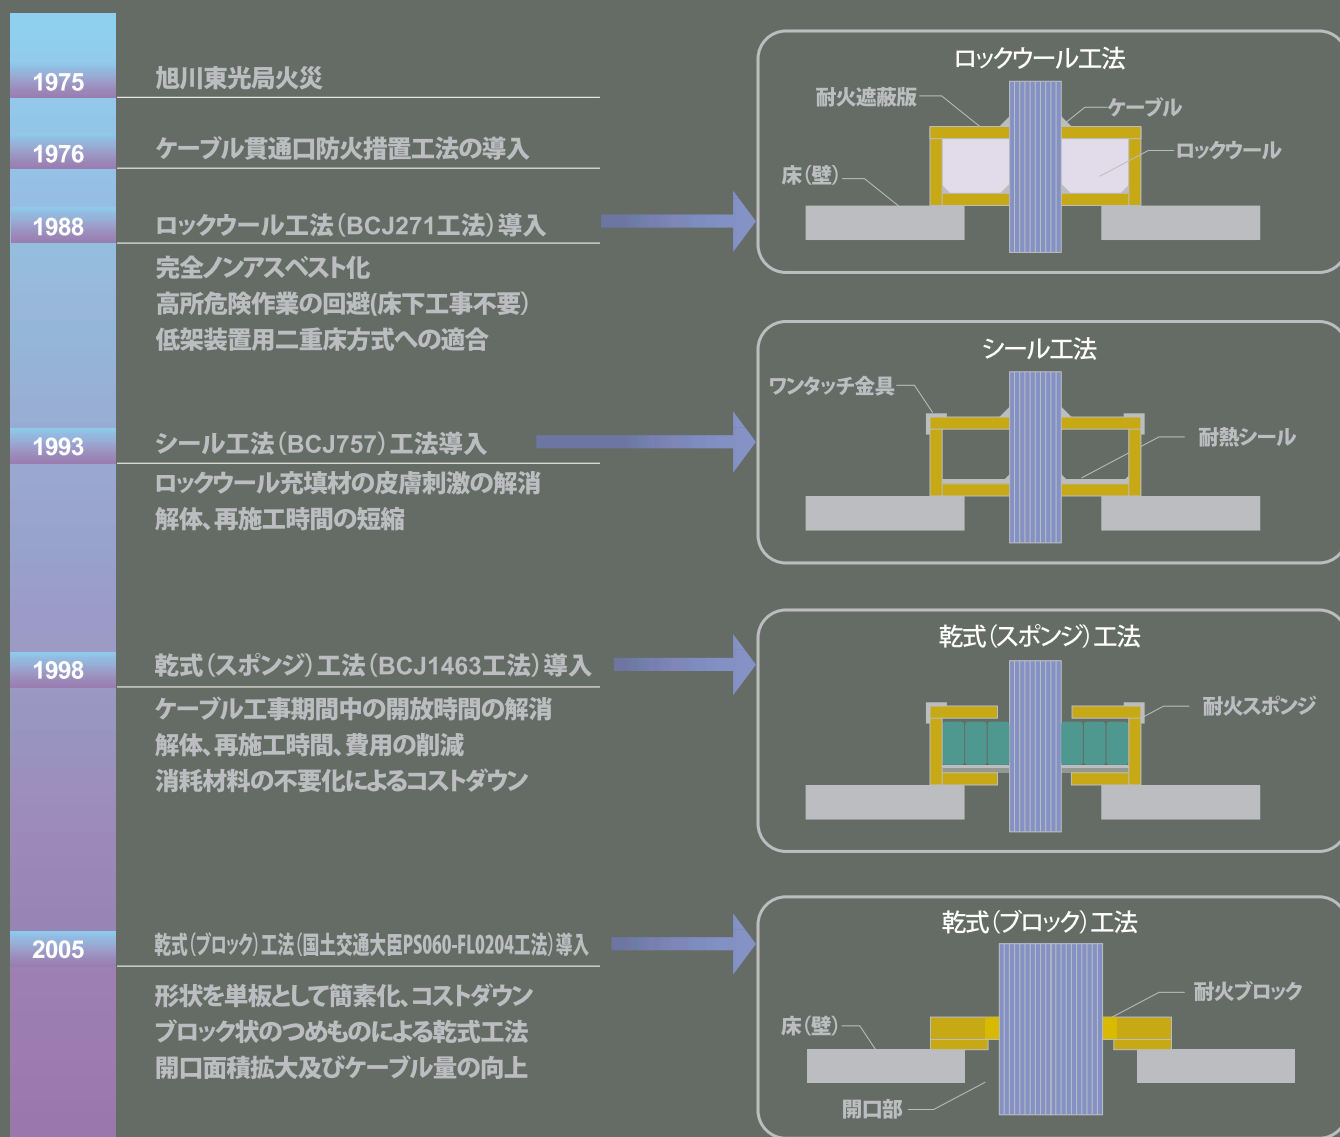 1975
旭川東光局火災
1976
ケーブル貫通口防火措置工法の導入
1988
ロックウール工法(BCJ271工法)導入
完全ノンアスベスト化
高所危険作業の回避(床下工事不要)
低架装置用二重床方式への適合
1993
シール工法(BCJ757)工法導入
ロックウール充填材の皮膚刺激の解消
解体、再施工時間の短縮
1998
乾式(スポンジ)工法(BCJ1463工法)導入
ケーブル工事期間中の開放時間の解消
解体、再施工時間、費用の削減
消耗材料の不要化によるコストダウン
2005
乾式(ブロック)工法(国土交通大臣PS060-FL0204工法)導入
形状を単板として簡素化、コストダウン
ブロック状のつめものによる乾式工法
開口面積拡大及びケーブル量の向上
ロックウール工法
耐火遮蔽版
ケーブル
ロックウール
床(壁)
シール工法
ワンタッチ金具
耐熱シール
乾式(スポンジ)工法
耐火スポンジ
乾式(ブロック)工法
耐火ブロック
床(壁)
開口部